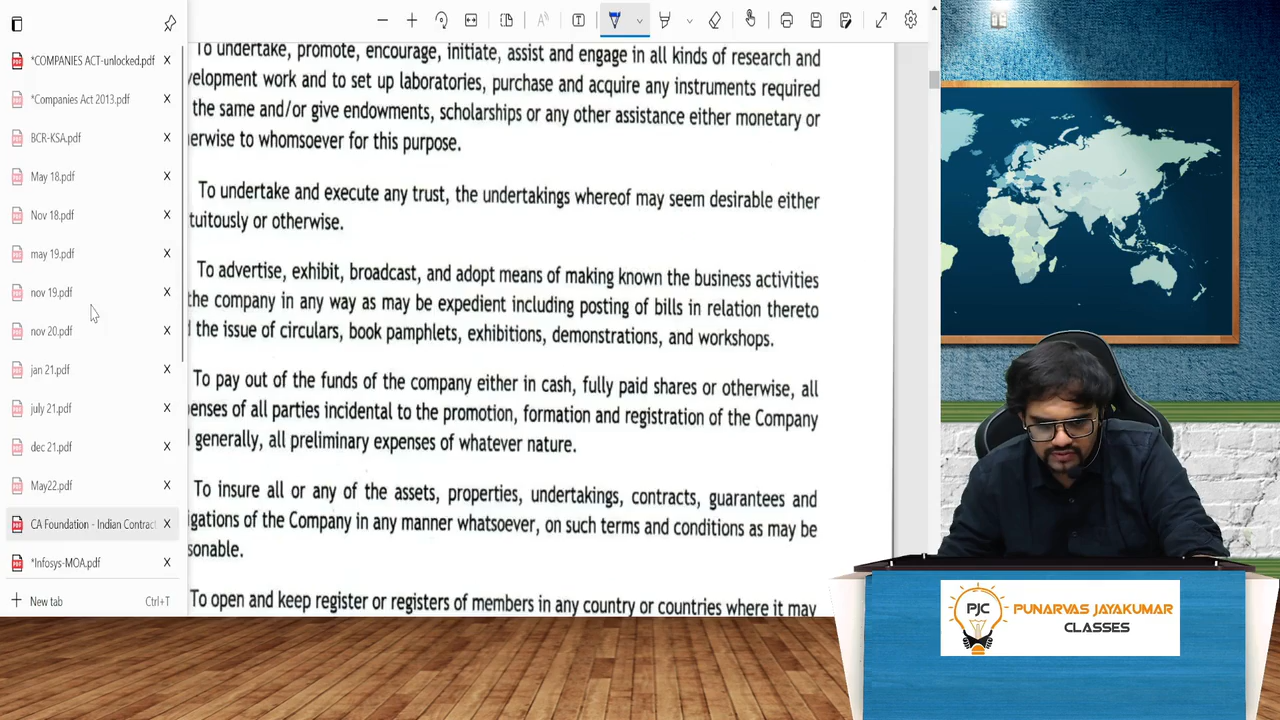 *COMPANIES ACT-unlocked.pdf
*Companies Act 2013.pdf
BCR-KSA.pdf
May 18.pdf
Nov 18.pdf
may 19.pdf
nov 19.pdf
nov 20.pdf
jan 21.pdf
july 21.pdf
dec 21.pdf
May22.pdf
CA Foundation - Indian Contrac
*Infosys-MOA.pdf
New tab Ctrl+T
To undertake, promote, encourage, initiate, assist and engage in all kinds of research and
velopment work and to set up laboratories, purchase and acquire any instruments required
the same and/or give endowments, scholarships or any other assistance either monetary or
erwise to whomsoever for this purpose.
To undertake and execute any trust, the undertakings whereof may seem desirable either
tuitously or otherwise.
To advertise, exhibit, broadcast, and adopt means of making known the business activities
the company in any way as may be expedient including posting of bills in relation thereto
the issue of circulars, book pamphlets, exhibitions, demonstrations, and workshops.
To pay out of the funds of the company either in cash, fully paid shares or otherwise, all
enses of all parties incidental to the promotion, formation and registration of the Company
generally, all preliminary expenses of whatever nature.
To insure all or any of the assets, properties, undertakings, contracts, guarantees and
igations of the Company in any manner whatsoever, on such terms and conditions as may be
sonable.
To open and keep register or registers of members in any country or countries where it may
PJC
PUNARVAS JAYAKUMAR
CLASSES